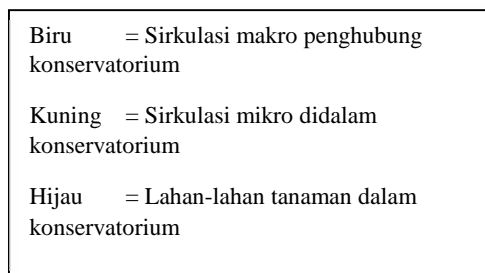 Biru = Sirkulasi makro penghubung
konservatorium
Kuning = Sirkulasi mikro didalam
konservatorium
Hijau = Lahan-lahan tanaman dalam
konservatorium